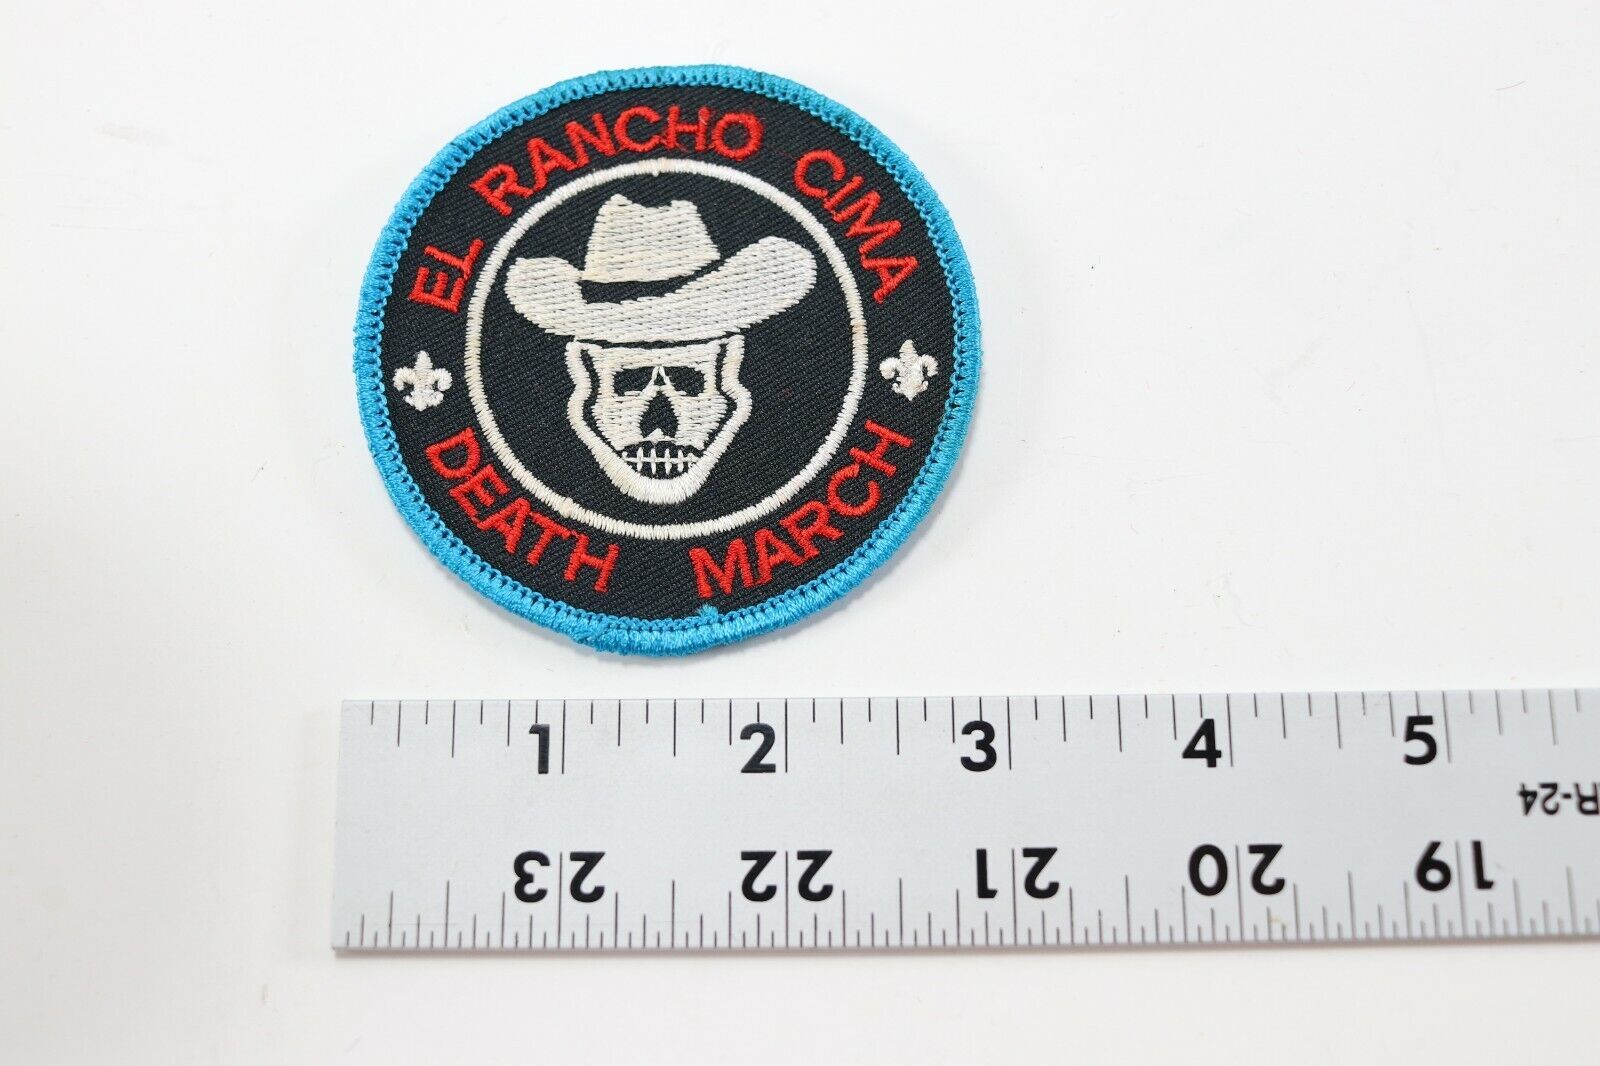 EL RANCHO CIMA
DEATH MARCH
1 2 3 4 5
R-24
23 22 21 20 19